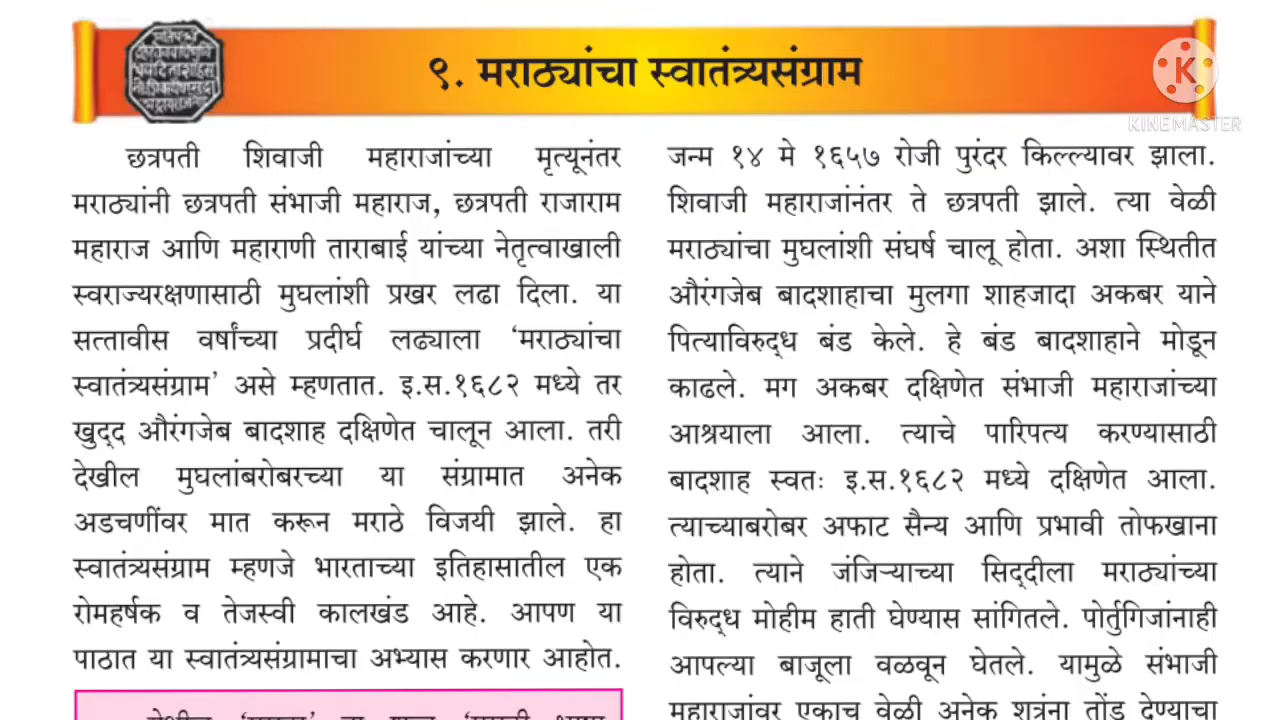 ९. मराठ्यांचा स्वातंत्र्यसंग्राम
KINEMASTER
छत्रपती शिवाजी महाराजांच्या मृत्यूनंतर
मराठ्यांनी छत्रपती संभाजी महाराज, छत्रपती राजाराम
महाराज आणि महाराणी ताराबाई यांच्या नेतृत्वाखाली
स्वराज्यरक्षणासाठी मुघलांशी प्रखर लढा दिला. या
सत्तावीस वर्षांच्या प्रदीर्घ लढ्याला ‘मराठ्यांचा
स्वातंत्र्यसंग्राम’ असे म्हणतात. इ.स.१६८२ मध्ये तर
खुद्द औरंगजेब बादशाह दक्षिणेत चालून आला. तरी
देखील मुघलांबरोबरच्या या संग्रामात अनेक
अडचणींवर मात करून मराठे विजयी झाले. हा
स्वातंत्र्यसंग्राम म्हणजे भारताच्या इतिहासातील एक
रोमहर्षक व तेजस्वी कालखंड आहे. आपण या
पाठात या स्वातंत्र्यसंग्रामाचा अभ्यास करणार आहोत.
जन्म १४ मे १६५७ रोजी पुरंदर किल्ल्यावर झाला.
शिवाजी महाराजांनंतर ते छत्रपती झाले. त्या वेळी
मराठ्यांचा मुघलांशी संघर्ष चालू होता. अशा स्थितीत
औरंगजेब बादशाहाचा मुलगा शाहजादा अकबर याने
पित्याविरुद्ध बंड केले. हे बंड बादशाहाने मोडून
काढले. मग अकबर दक्षिणेत संभाजी महाराजांच्या
आश्रयाला आला. त्याचे पारिपत्य करण्यासाठी
बादशाह स्वतः इ.स.१६८२ मध्ये दक्षिणेत आला.
त्याच्याबरोबर अफाट सैन्य आणि प्रभावी तोफखाना
होता. त्याने जंजिऱ्याच्या सिद्दीला मराठ्यांच्या
विरुद्ध मोहीम हाती घेण्यास सांगितले. पोर्तुगिजांनाही
आपल्या बाजूला वळवून घेतले. यामुळे संभाजी
महाराजांवर एकाच वेळी अनेक शत्रूंना तोंड देण्याचा